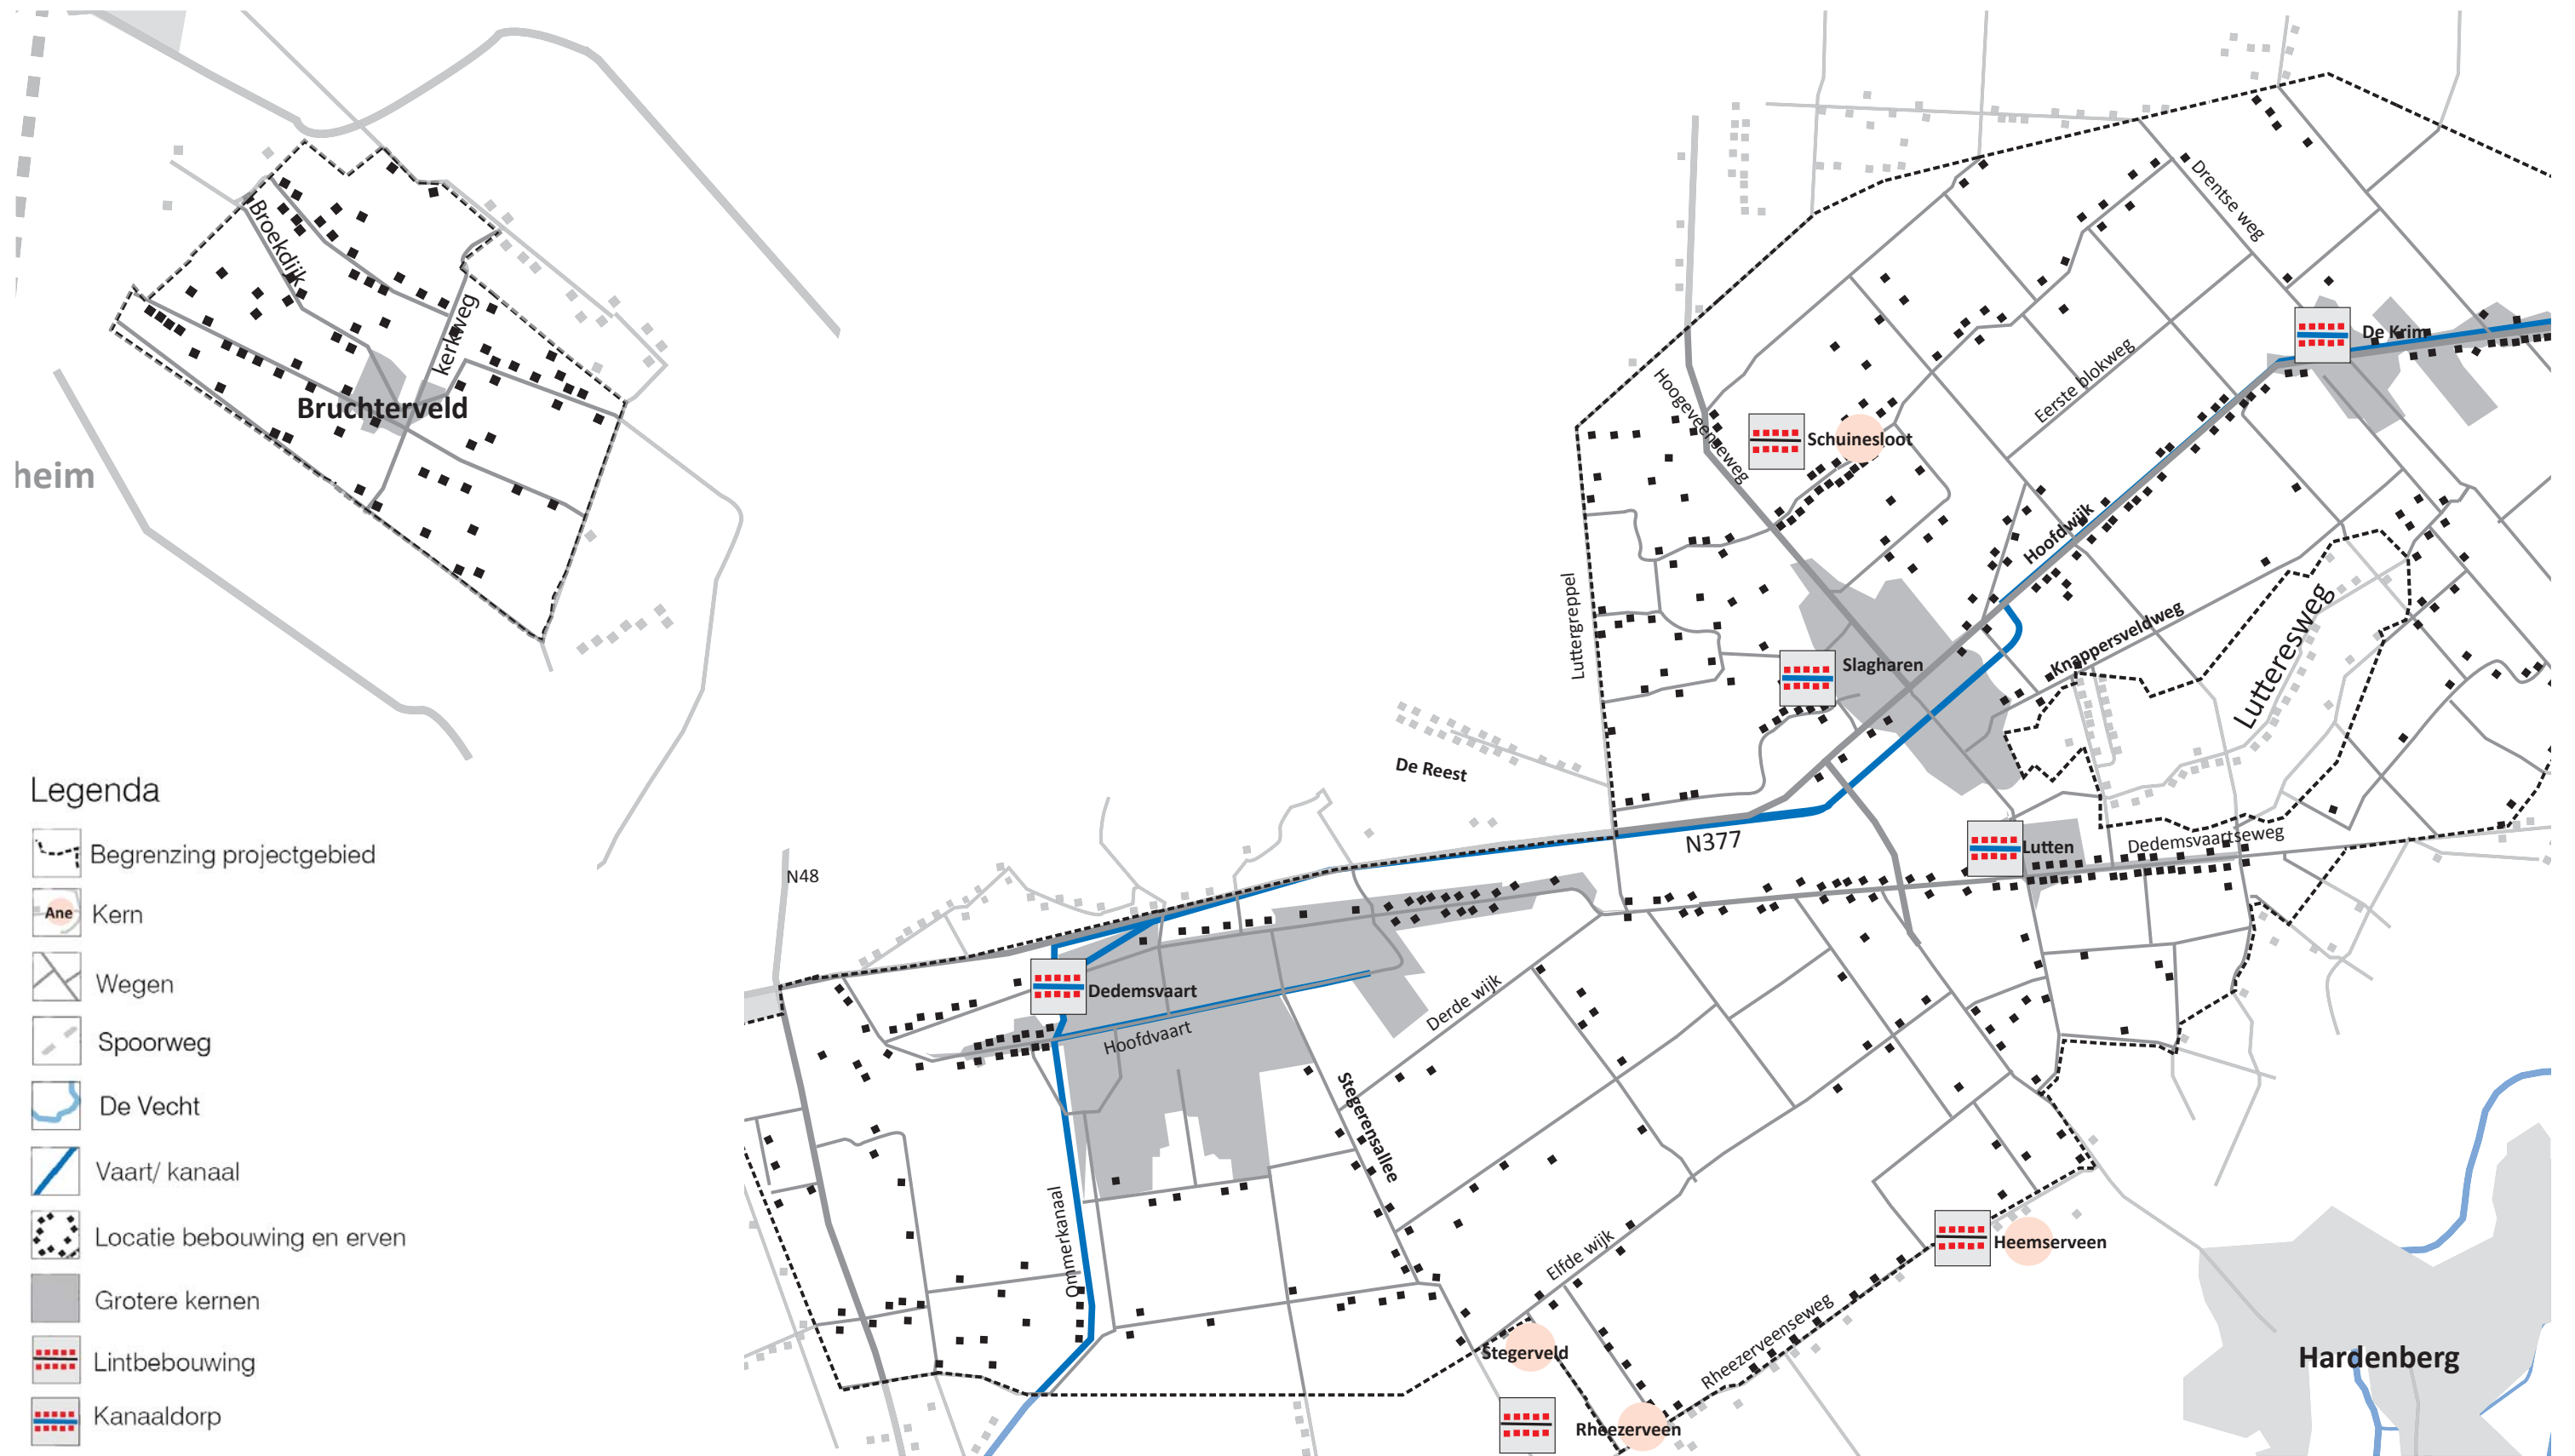 Broekdijk
kerkweg
Bruchterveld
heim
Legenda
Begrenzing projectgebied
Ane
Kern
Wegen
Spoorweg
De Vecht
Vaart/ kanaal
Locatie bebouwing en erven
Grotere kernen
Lintbebouwing
Kanaaldorp
Drentse weg
De Krim
Eerste blokweg
Hoogeveenseweg
Schuinesloot
Hoofdwijk
Luttergreppel
Knappersveldweg
Slagharen
Lutteresweg
De Reest
N377
Lutten
Dedemsvaartseweg
N48
Dedemsvaart
Hoofdvaart
Derde wijk
Stegerensallee
Ommerkanaal
Elfde wijk
Heemserveen
Rheezerveenseweg
Stegerveld
Rheezerveen
Hardenberg